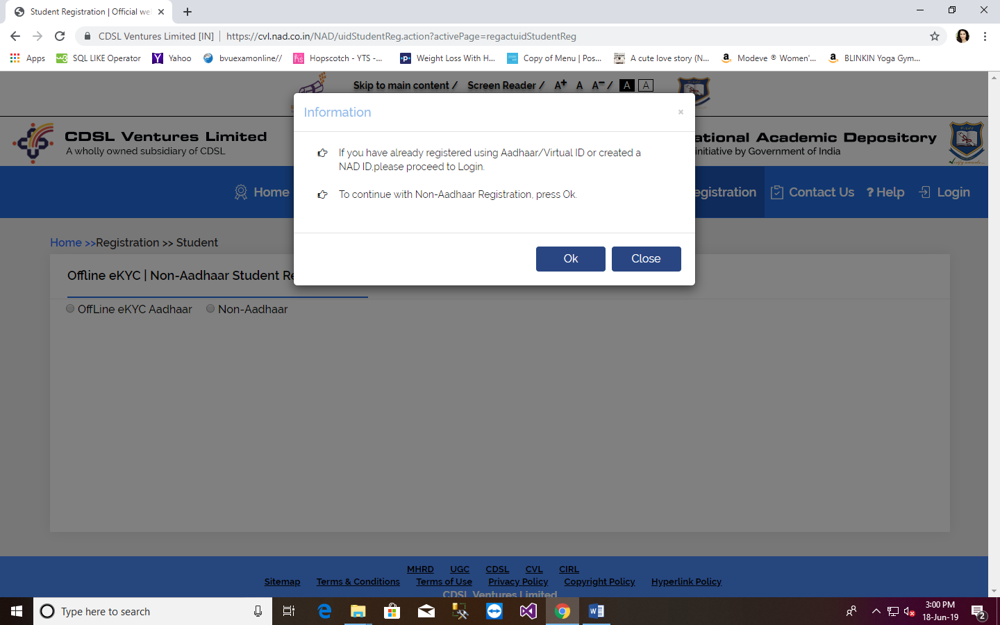 Student Registration | Official we
CDSL Ventures Limited [IN] | https://cvl.nad.co.in/NAD/uidStudentReg.action?activePage=regactuidStudentReg
Apps SQL LIKE Operator Yahoo bvuexamonline// Hopscotch - YTS -... Weight Loss With H... Copy of Menu | Pos... A cute love story (N... Modeve ® Women'... BLINKIN Yoga Gym...
Skip to main content / Screen Reader / A+ A A− / A A
Information ×
CDSL Ventures Limited
A wholly owned subsidiary of CDSL
ational Academic Depository
initiative by Government of India
If you have already registered using Aadhaar/Virtual ID or created a
NAD ID,please proceed to Login.
To continue with Non-Aadhaar Registration, press Ok.
Home egistration Contact Us ? Help Login
Ok Close
Home >>Registration >> Student
Offline eKYC | Non-Aadhaar Student Re
OffLine eKYC Aadhaar Non-Aadhaar
MHRD UGC CDSL CVL CIRL
Sitemap Terms & Conditions Terms of Use Privacy Policy Copyright Policy Hyperlink Policy
CDSL Ventures Limited
Type here to search
3:00 PM
18-Jun-19
2